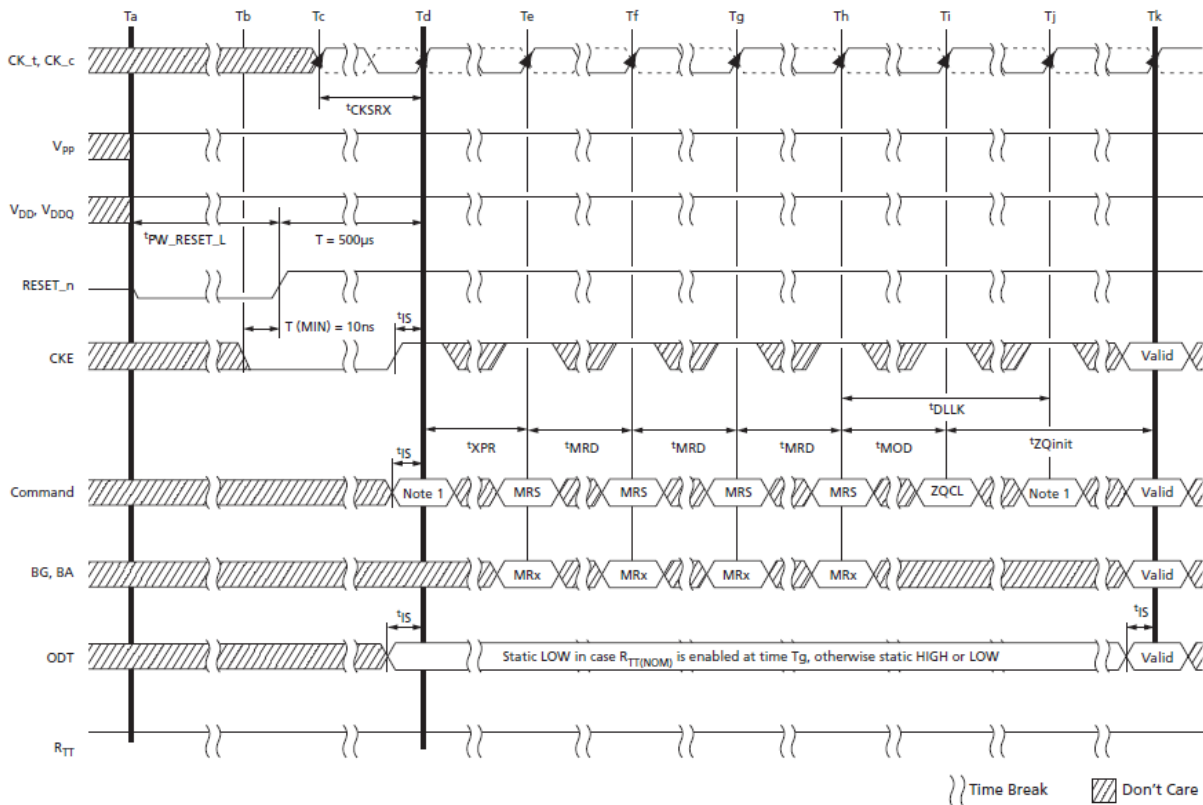 Ta Tb Tc Td Te Tf Tg Th Ti Tj Tk
CK_t, CK_c
tCKSRX
VPP
VDD, VDDQ
tPW_RESET_L T = 500µs
RESET_n
T (MIN) = 10ns tIS
CKE Valid
tDLLK
tXPR tMRD tMRD tMRD tMOD tZQinit
tIS
Command Note 1 MRS MRS MRS MRS ZQCL Note 1 Valid
BG, BA MRx MRx MRx MRx Valid
tIS tIS
ODT Static LOW in case RTT(NOM) is enabled at time Tg, otherwise static HIGH or LOW Valid
RTT
Time Break Don't Care